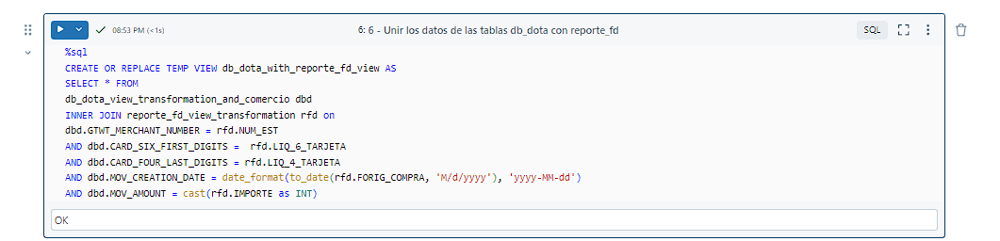 08:53 PM (<1s)
6: 6 - Unir los datos de las tablas db_dota con reporte_fd
SQL
%sql
CREATE OR REPLACE TEMP VIEW db_dota_with_reporte_fd_view AS
SELECT * FROM
db_dota_view_transformation_and_comercio dbd
INNER JOIN reporte_fd_view_transformation rfd on
dbd.GTWT_MERCHANT_NUMBER = rfd.NUM_EST
AND dbd.CARD_SIX_FIRST_DIGITS =  rfd.LIQ_6_TARJETA
AND dbd.CARD_FOUR_LAST_DIGITS = rfd.LIQ_4_TARJETA
AND dbd.MOV_CREATION_DATE = date_format(to_date(rfd.FORIG_COMPRA, 'M/d/yyyy'), 'yyyy-MM-dd')
AND dbd.MOV_AMOUNT = cast(rfd.IMPORTE as INT)
OK